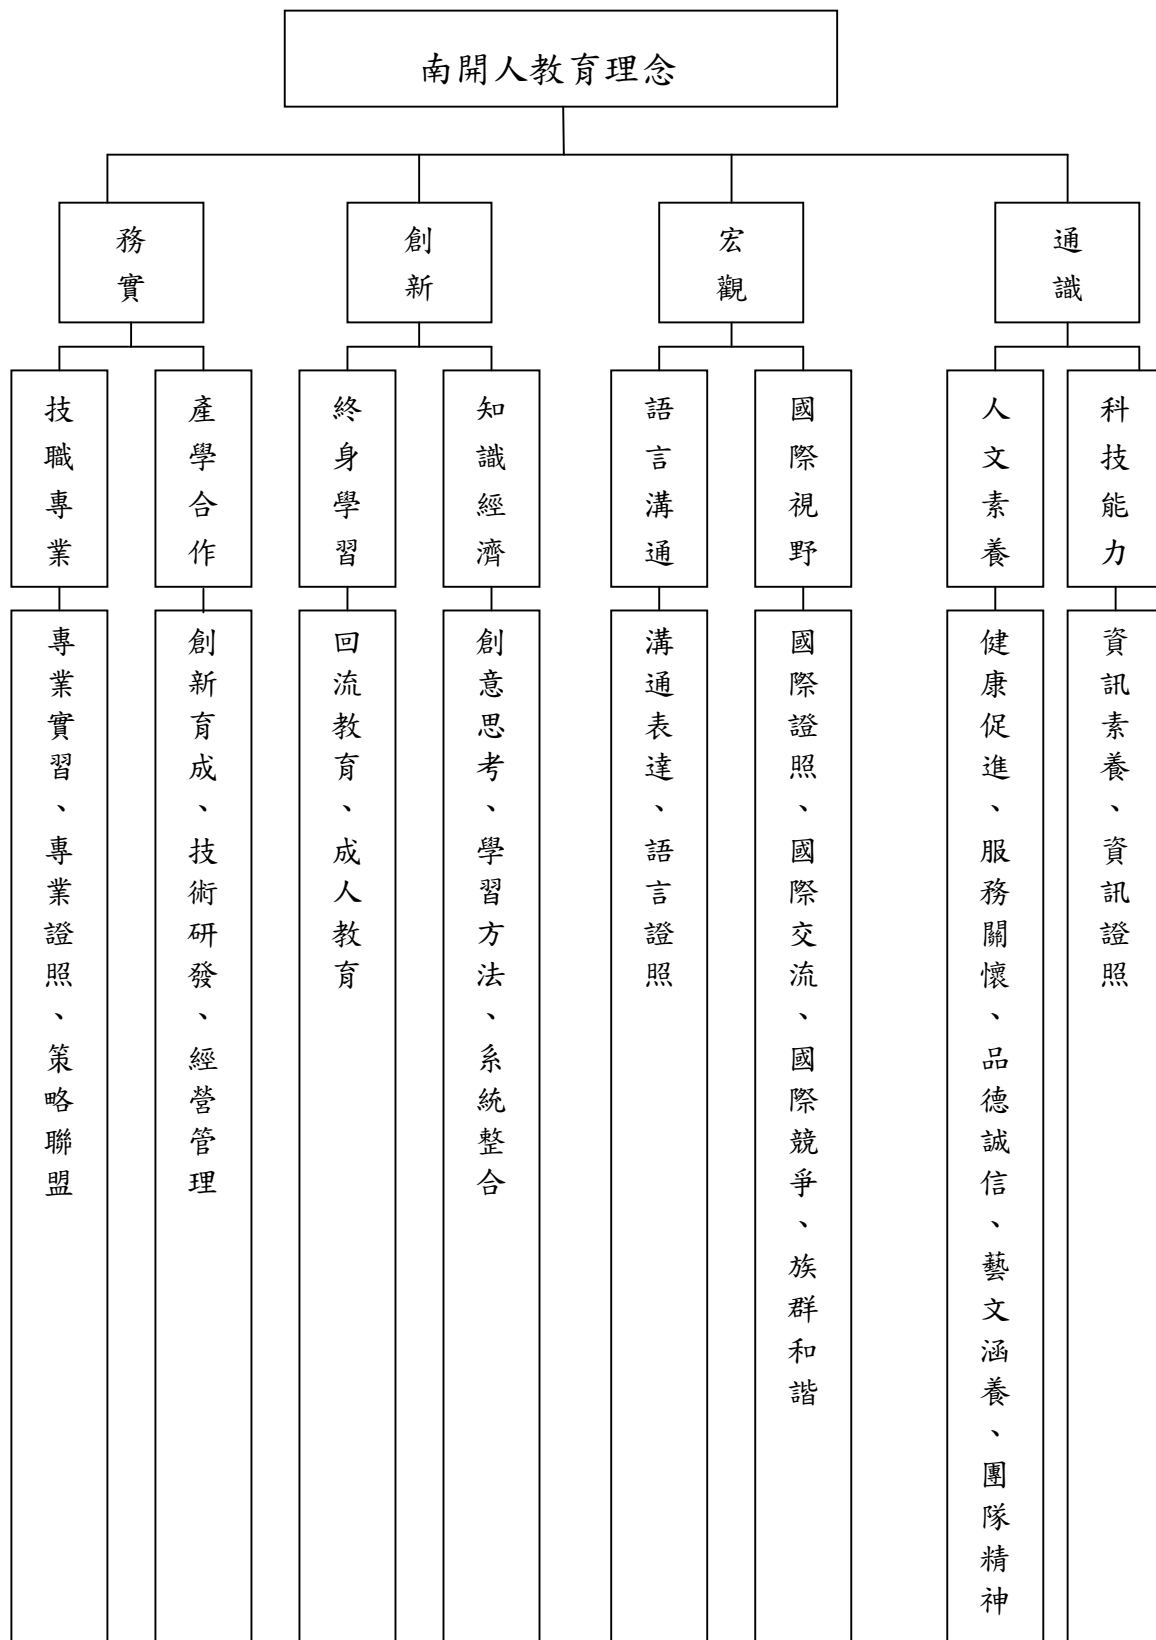 南開人教育理念
務實
創新
宏觀
通識
技職專業
產學合作
終身學習
知識經濟
語言溝通
國際視野
人文素養
科技能力
專業實習、專業證照、策略聯盟
創新育成、技術研發、經營管理
回流教育、成人教育
創意思考、學習方法、系統整合
溝通表達、語言證照
國際證照、國際交流、國際競爭、族群和諧
健康促進、服務關懷、品德誠信、藝文涵養、團隊精神
資訊素養、資訊證照